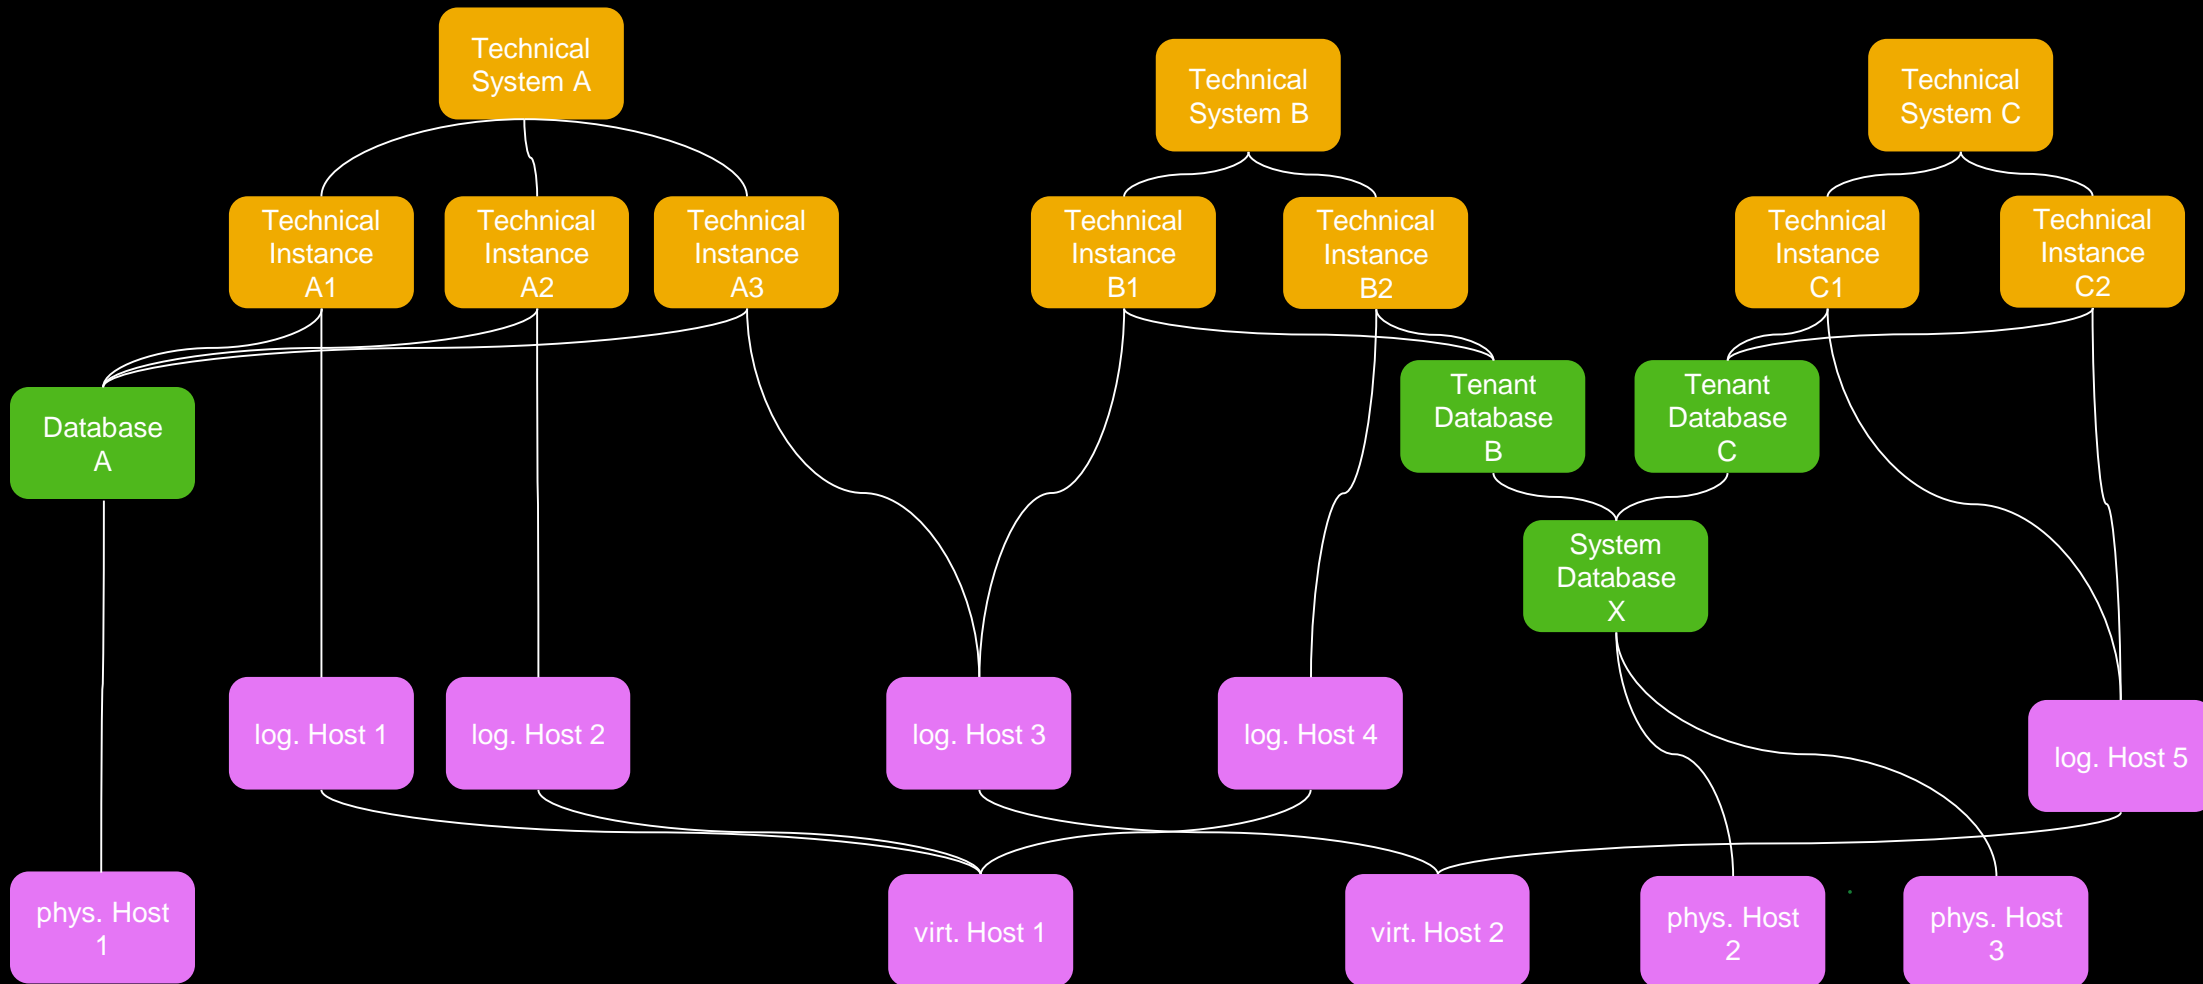 Technical
System A
Technical
System B
Technical
System C
Technical
Instance
A1
Technical
Instance
A2
Technical
Instance
A3
Technical
Instance
B1
Technical
Instance
B2
Technical
Instance
C1
Technical
Instance
C2
Database
A
Tenant
Database
B
Tenant
Database
C
System
Database
X
log. Host 1
log. Host 2
log. Host 3
log. Host 4
log. Host 5
phys. Host
1
virt. Host 1
virt. Host 2
phys. Host
2
phys. Host
3